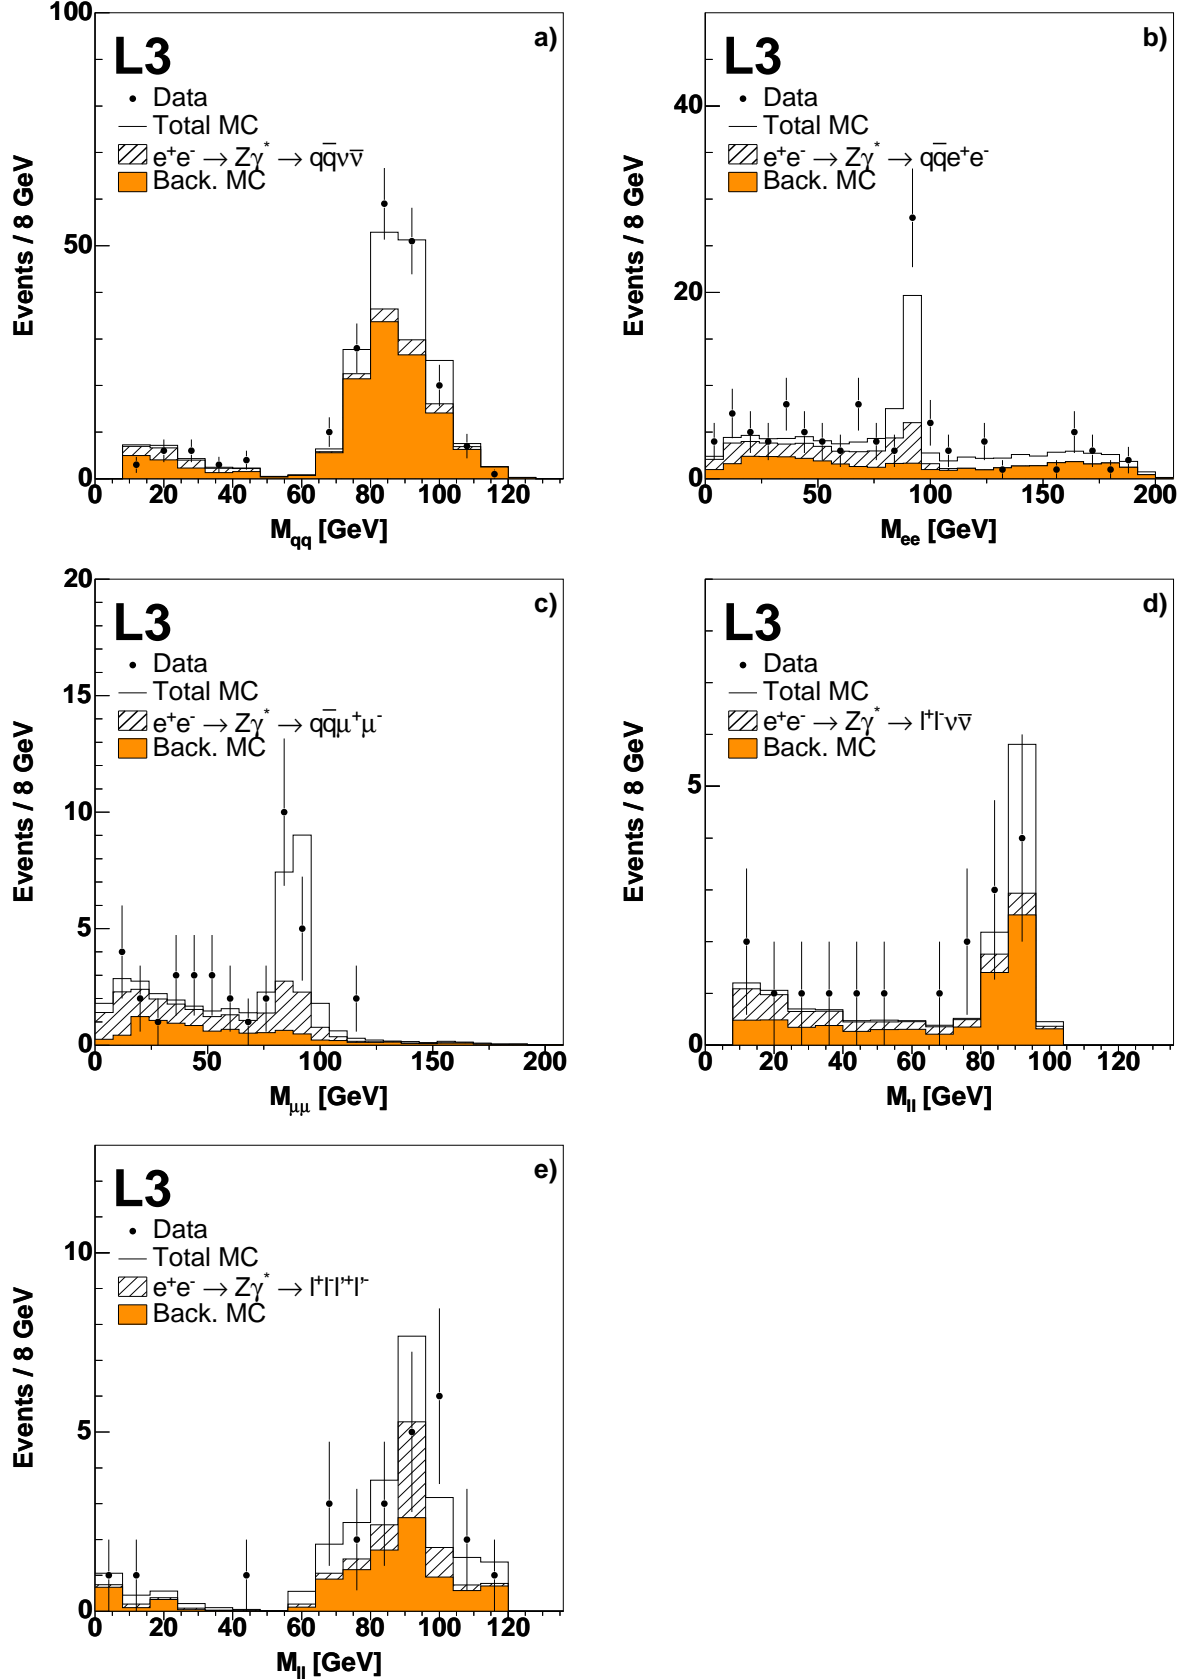 a)
L3
Data
Total MC
e⁺e⁻ → Zγ* → qq̅νν̅
Back. MC
Events / 8 GeV
100
50
0
0 20 40 60 80 100 120
M_qq [GeV]
b)
L3
Data
Total MC
e⁺e⁻ → Zγ* → qq̅e⁺e⁻
Back. MC
Events / 8 GeV
40
20
0
0 50 100 150 200
M_ee [GeV]
c)
L3
Data
Total MC
e⁺e⁻ → Zγ* → qq̅μ⁺μ⁻
Back. MC
Events / 8 GeV
20
15
10
5
0
0 50 100 150 200
M_μμ [GeV]
d)
L3
Data
Total MC
e⁺e⁻ → Zγ* → l⁺l⁻νν̅
Back. MC
Events / 8 GeV
5
0
0 20 40 60 80 100 120
M_ll [GeV]
e)
L3
Data
Total MC
e⁺e⁻ → Zγ* → l⁺l⁻l'⁺l'⁻
Back. MC
Events / 8 GeV
10
5
0
0 20 40 60 80 100 120
M_ll [GeV]